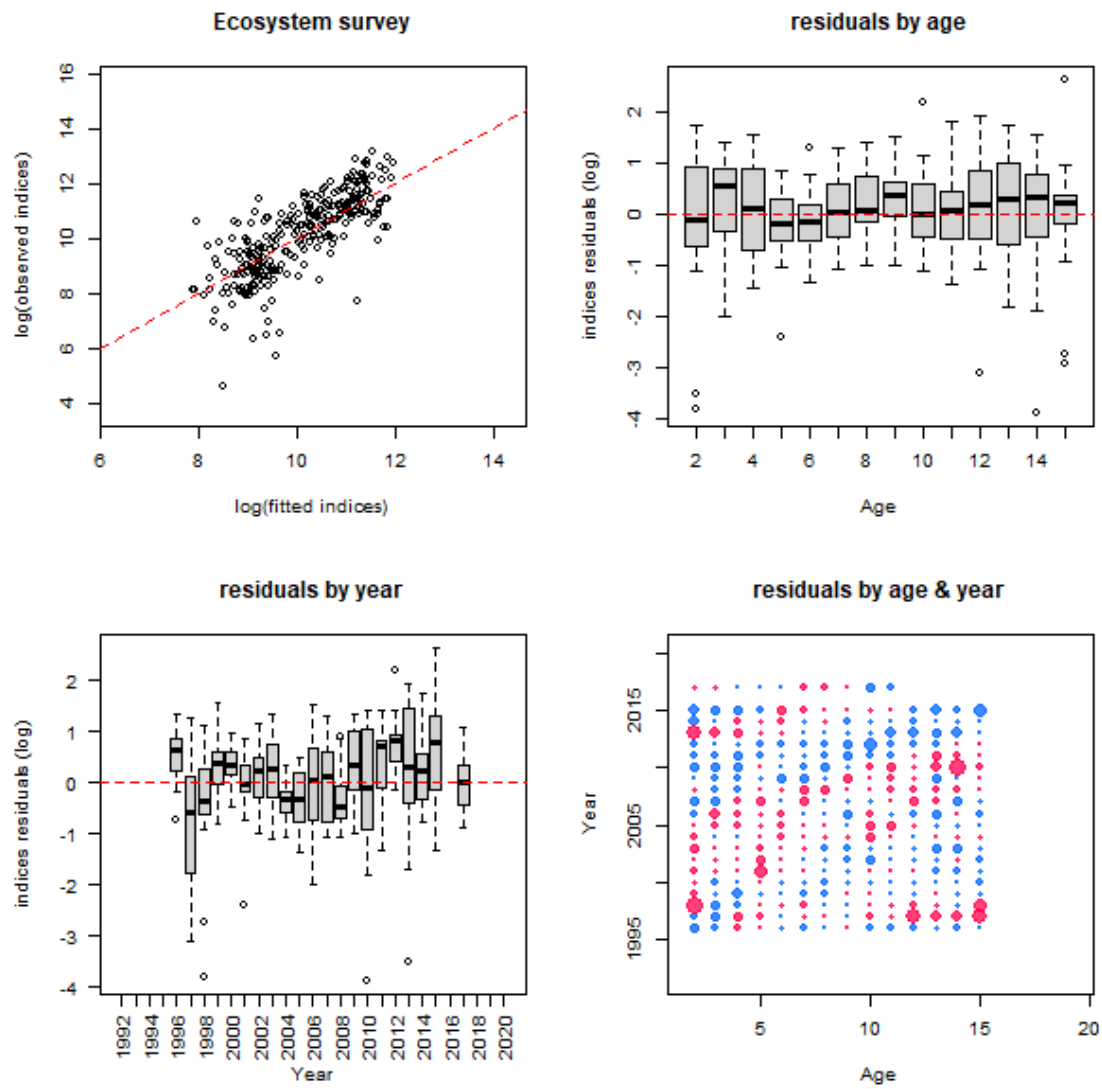 Ecosystem survey
log(observed indices)
16
14
12
10
8
6
4
6 8 10 12 14
log(fitted indices)
residuals by age
indices residuals (log)
2
1
0
-1
-2
-3
-4
2 4 6 8 10 12 14
Age
residuals by year
indices residuals (log)
2
1
0
-1
-2
-3
-4
1992 1994 1996 1998 2000 2002 2004 2006 2008 2010 2012 2014 2016 2018 2020
Year
residuals by age & year
Year
2015
2005
1995
5 10 15 20
Age